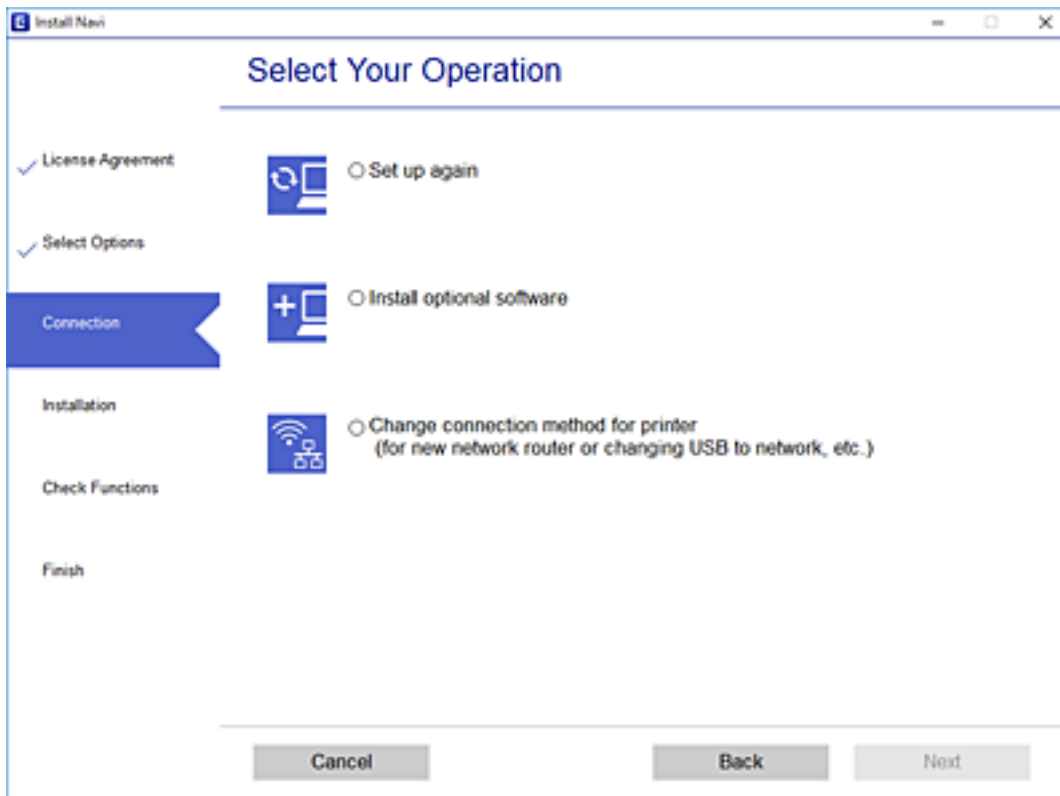 Install Navi
Select Your Operation
License Agreement
Select Options
Connection
Installation
Check Functions
Finish
Set up again
Install optional software
Change connection method for printer
(for new network router or changing USB to network, etc.)
Cancel
Back
Next